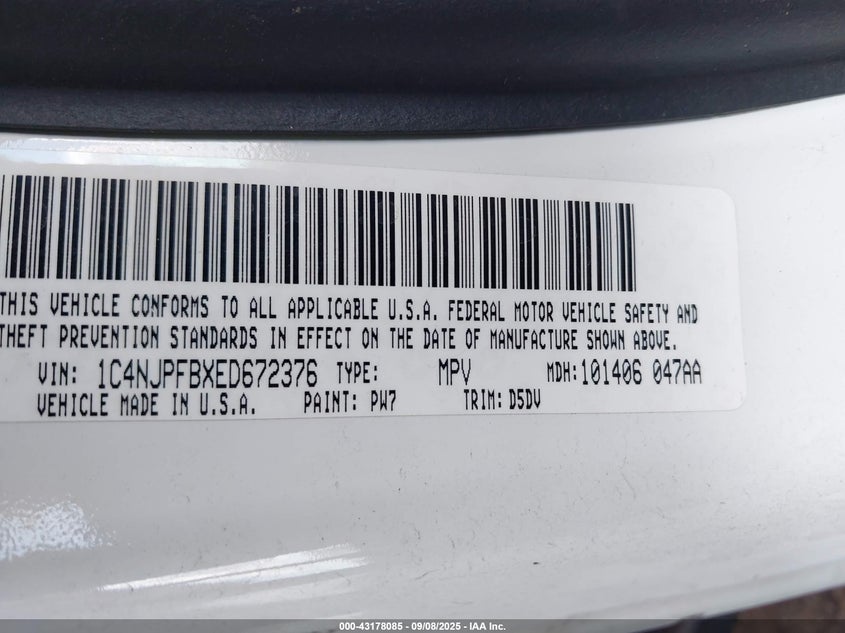 THIS VEHICLE CONFORMS TO ALL APPLICABLE U.S.A. FEDERAL MOTOR VEHICLE SAFETY AND
THEFT PREVENTION STANDARDS IN EFFECT ON THE DATE OF MANUFACTURE SHOWN ABOVE.
VIN: 1C4NJPFBXED672376 TYPE: MPV MDH:101406 047AA
VEHICLE MADE IN U.S.A. PAINT: PW7 TRIM: D5DV
000-43178085 - 09/08/2025 - IAA Inc.